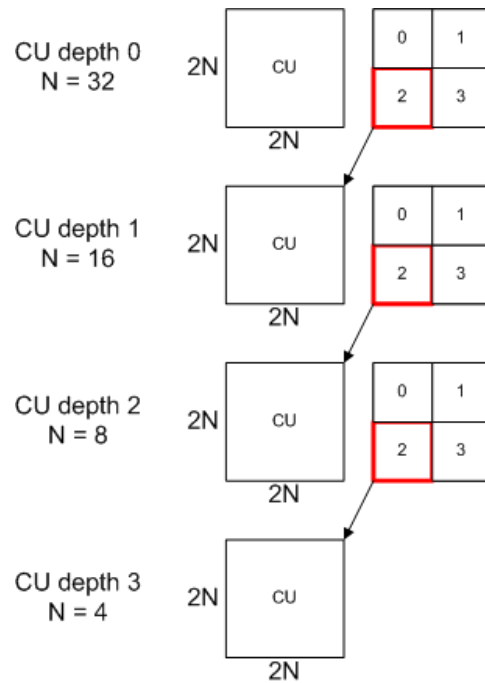 CU depth 0
N = 32
2N
CU
2N
0 1
2 3
CU depth 1
N = 16
2N
CU
2N
0 1
2 3
CU depth 2
N = 8
2N
CU
2N
0 1
2 3
CU depth 3
N = 4
2N
CU
2N